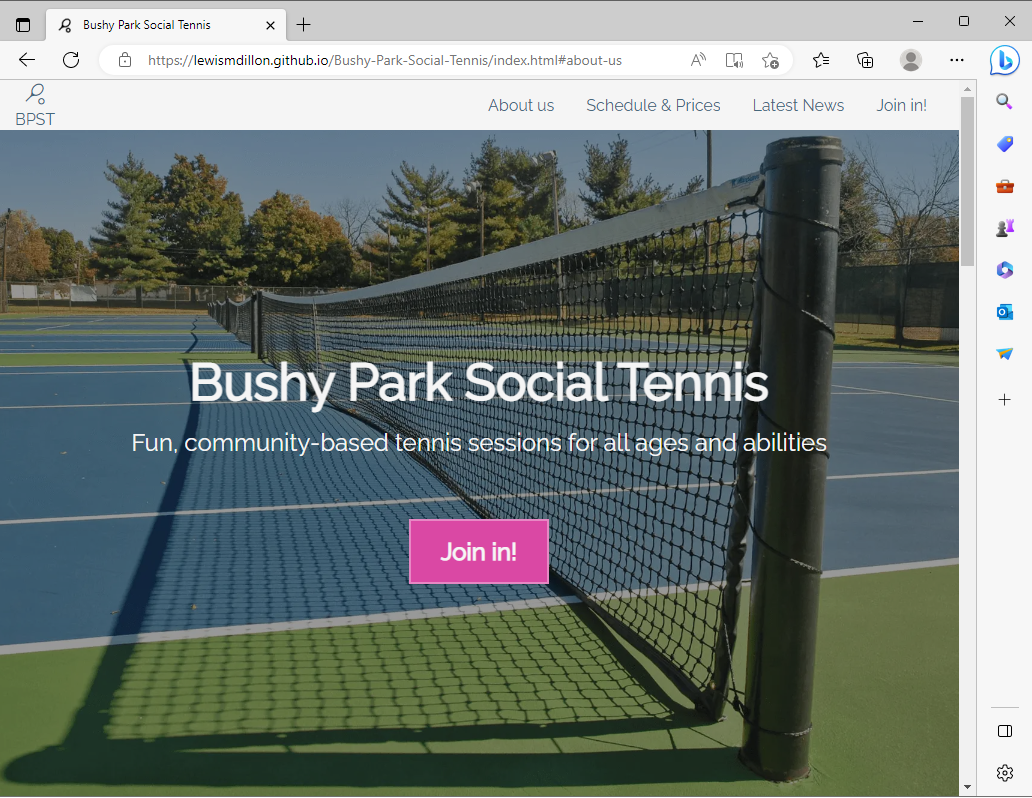 Bushy Park Social Tennis
https://lewismdillon.github.io/Bushy-Park-Social-Tennis/index.html#about-us
BPST
About us
Schedule & Prices
Latest News
Join in!
Bushy Park Social Tennis
Fun, community-based tennis sessions for all ages and abilities
Join in!